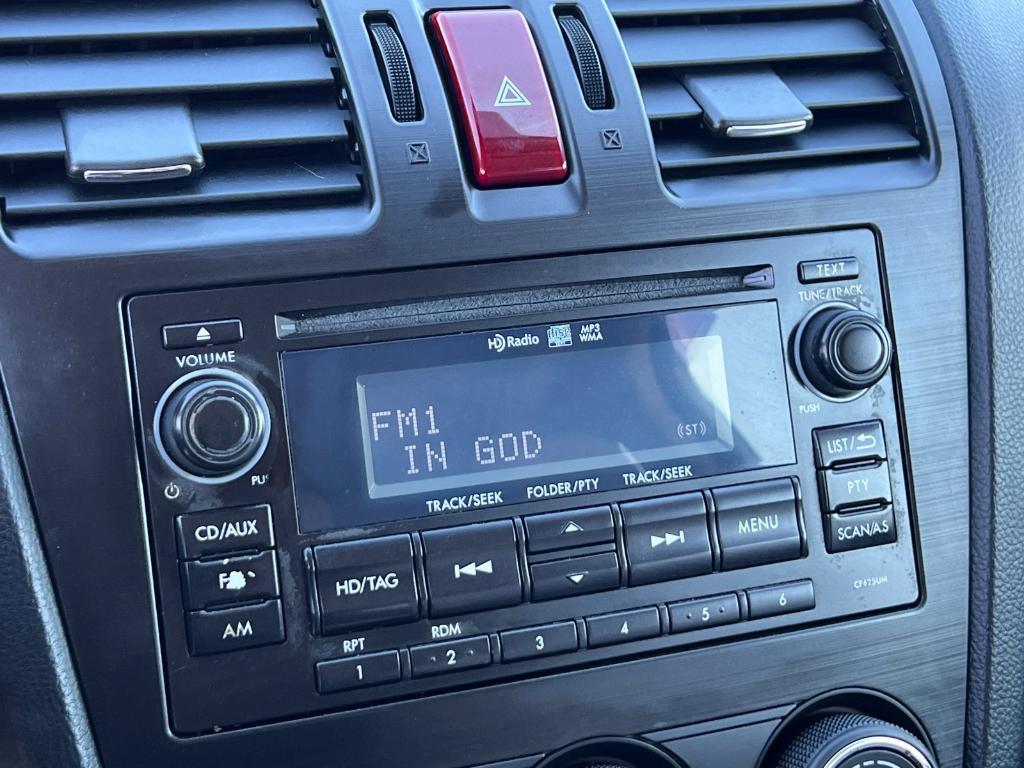 TEXT
TUNE/TRACK
VOLUME
HD Radio
MP3
WMA
FM1
IN GOD
(ST)
PUSH
TRACK/SEEK
FOLDER/PTY
TRACK/SEEK
LIST/
PTY
SCAN/A.S
CD/AUX
AM
HD/TAG
MENU
CF625UM
RPT
RDM
1
2
3
4
5
6